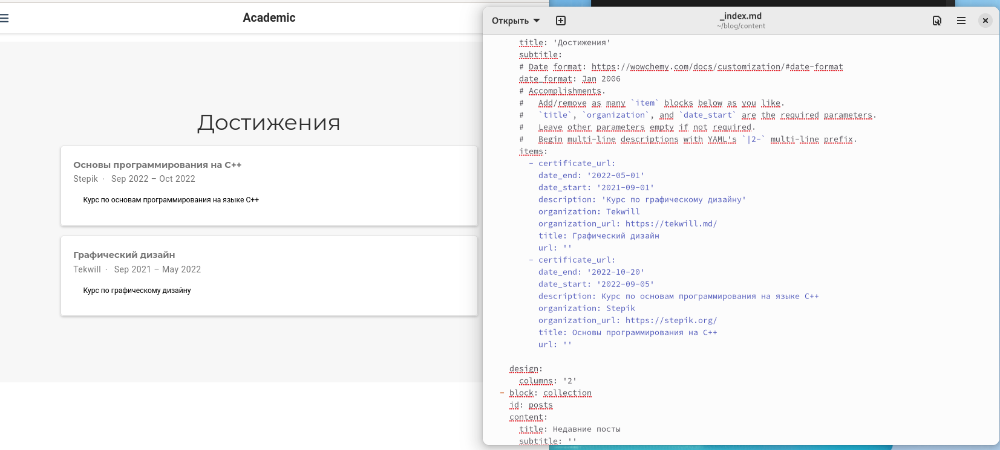 Academic
Достижения
Основы программирования на C++
Stepik · Sep 2022 – Oct 2022
Курс по основам программирования на языке C++
Графический дизайн
Tekwill · Sep 2021 – May 2022
Курс по графическому дизайну
Открыть
_index.md
~/blog/content
title: 'Достижения'
subtitle:
# Date format: https://wowchemy.com/docs/customization/#date-format
date_format: Jan 2006
# Accomplishments.
#   Add/remove as many `item` blocks below as you like.
#   `title`, `organization`, and `date_start` are the required parameters.
#   Leave other parameters empty if not required.
#   Begin multi-line descriptions with YAML's `|2-` multi-line prefix.
items:
- certificate_url:
date_end: '2022-05-01'
date_start: '2021-09-01'
description: 'Курс по графическому дизайну'
organization: Tekwill
organization_url: https://tekwill.md/
title: Графический дизайн
url: ''
- certificate_url:
date_end: '2022-10-20'
date_start: '2022-09-05'
description: Курс по основам программирования на языке C++
organization: Stepik
organization_url: https://stepik.org/
title: Основы программирования на C++
url: ''
design:
columns: '2'
- block: collection
id: posts
content:
title: Недавние посты
subtitle: ''